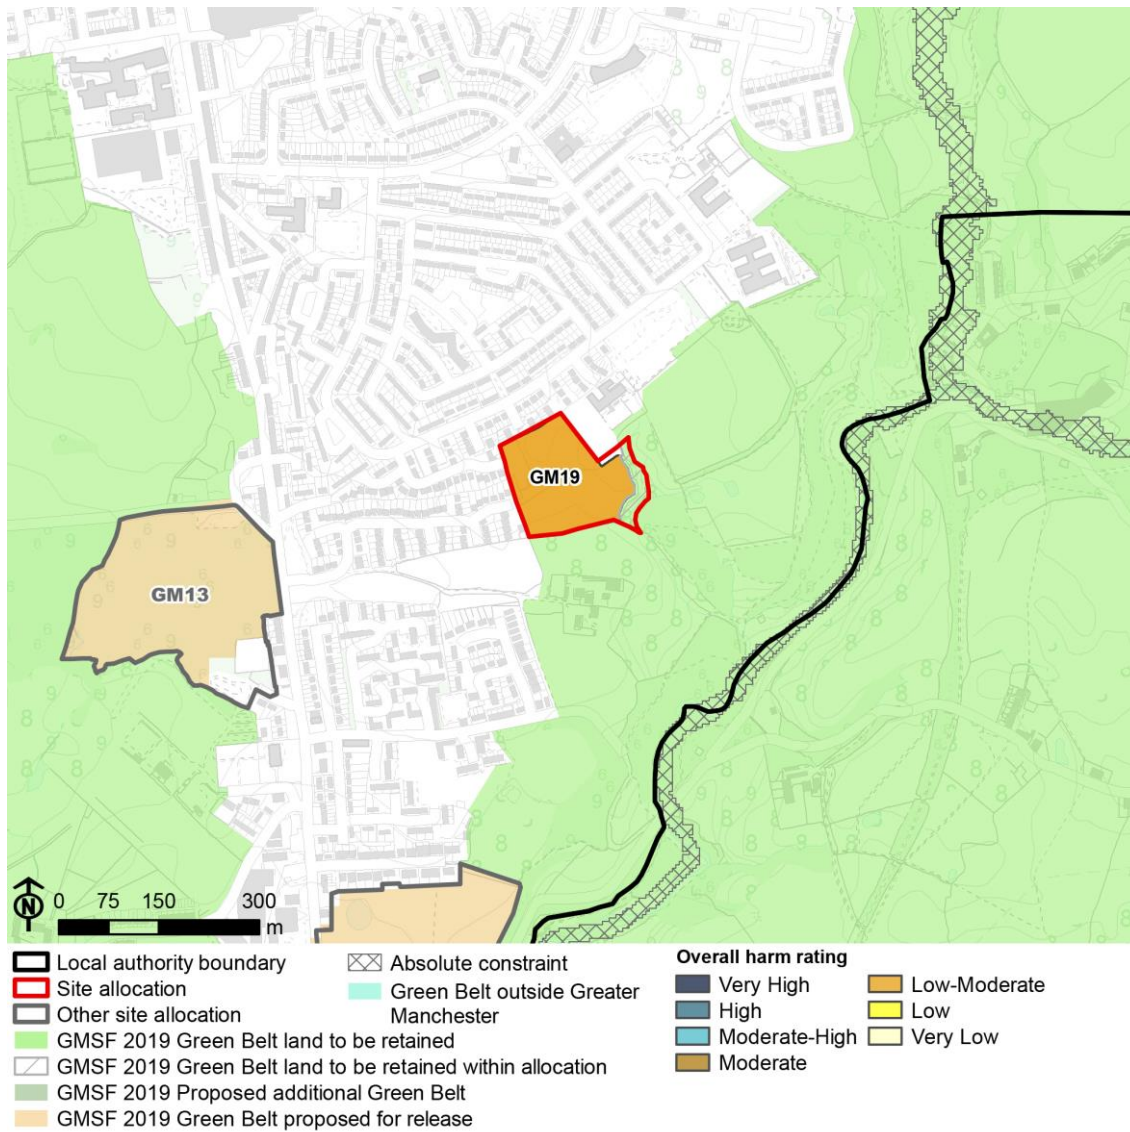 GM19
GM13
N
0 75 150 300
m
Local authority boundary
Site allocation
Other site allocation
GMSF 2019 Green Belt land to be retained
GMSF 2019 Green Belt land to be retained within allocation
GMSF 2019 Proposed additional Green Belt
GMSF 2019 Green Belt proposed for release
Absolute constraint
Green Belt outside Greater
Manchester
Overall harm rating
Very High
High
Moderate-High
Moderate
Low-Moderate
Low
Very Low